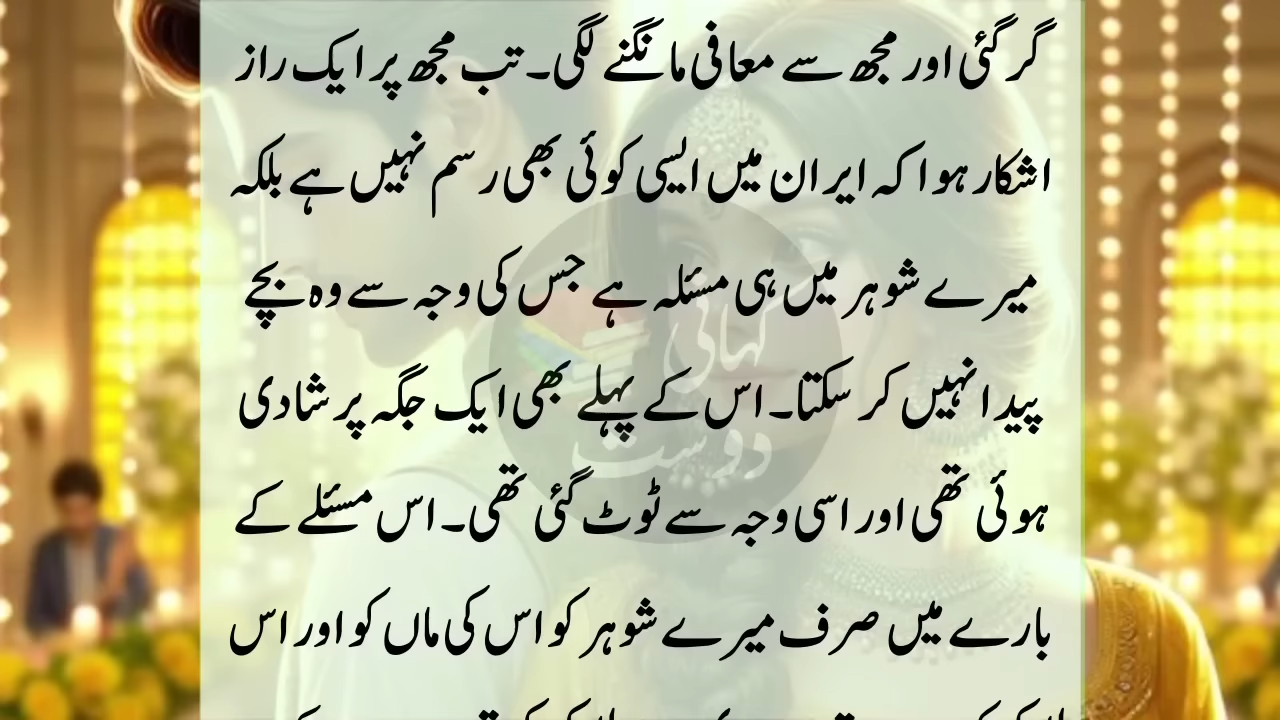 گر گئی اور مجھ سے معافی مانگنے لگی۔ تب مجھ پر ایک راز
اشکار ہوا کہ ایران میں ایسی کوئی بھی رسم نہیں ہے بلکہ
میرے شوہر میں ہی مسئلہ ہے جس کی وجہ سے وہ بچے
پیدا نہیں کر سکتا۔ اس کے پہلے بھی ایک جگہ پر شادی
ہوئی تھی اور اسی وجہ سے ٹوٹ گئی تھی۔ اس مسئلے کے
بارے میں صرف میرے شوہر کو اس کی ماں کو اور اس
کہانی
دوست